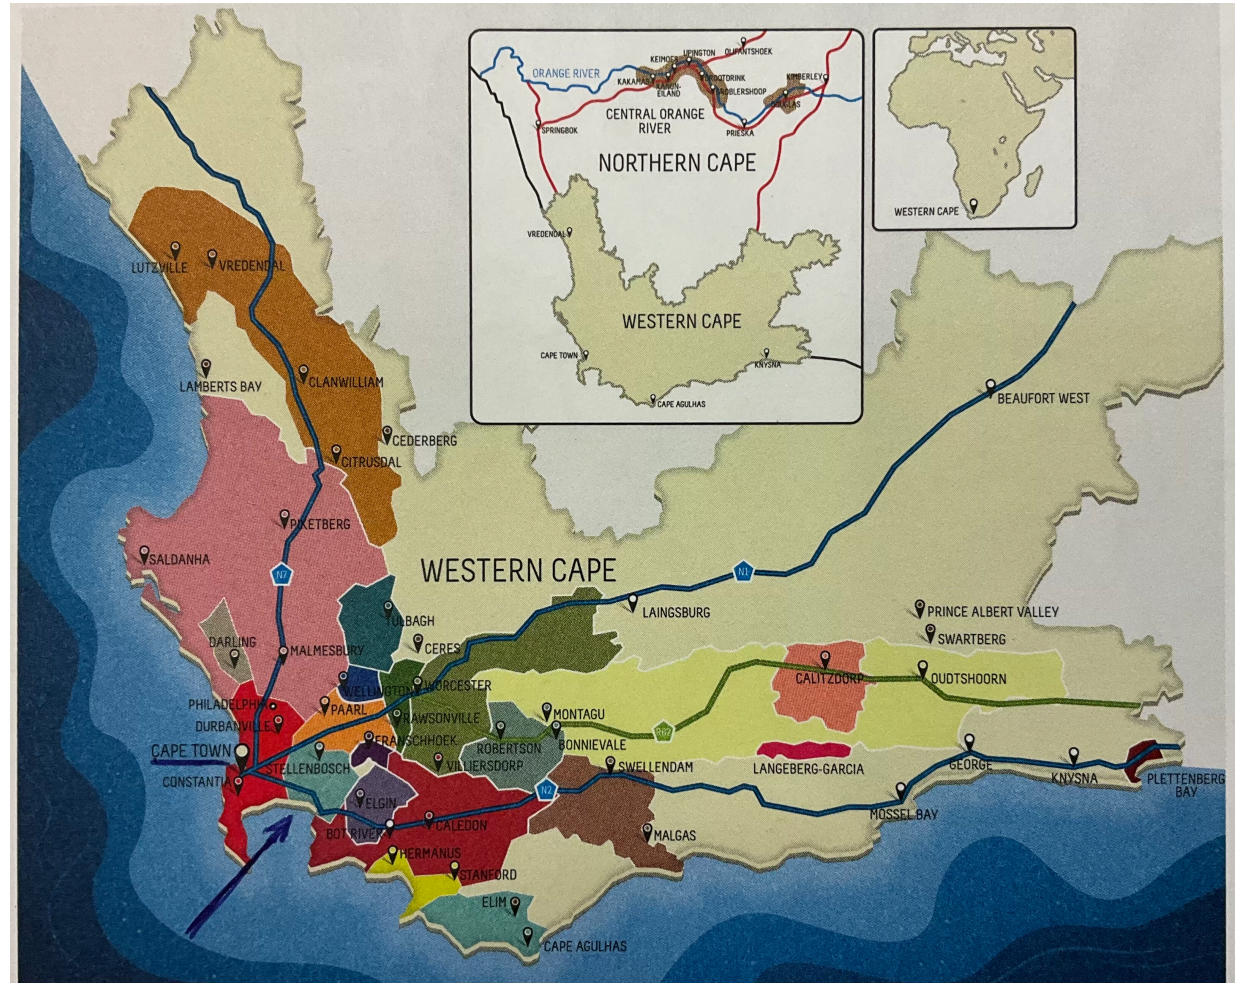 ORANGE RIVER
KEIMOES
UPINGTON
OLIFANTSHOEK
KAKAMAS
KANON-
EILAND
GROOTDRINK
GROBLERSHOOP
KIMBERLEY
DOUGLAS
CENTRAL ORANGE
RIVER
PRIESKA
SPRINGBOK
NORTHERN CAPE
VREDENDAL
WESTERN CAPE
CAPE TOWN
KNYSNA
CAPE AGULHAS
WESTERN CAPE
LUTZVILLE
VREDENDAL
LAMBERTS BAY
CLANWILLIAM
CEDERBERG
CITRUSDAL
BEAUFORT WEST
PIKETBERG
SALDANHA
N7
WESTERN CAPE
N1
LAINGSBURG
TULBAGH
PRINCE ALBERT VALLEY
SWARTBERG
DARLING
MALMESBURY
CERES
CALITZDORP
OUDTSHOORN
WELLINGTON
WORCESTER
PHILADELPHIA
PAARL
DURBANVILLE
RAWSONVILLE
MONTAGU
R62
FRANSCHHOEK
ROBERTSON
BONNIEVALE
CAPE TOWN
STELLENBOSCH
VILLIERSDORP
SWELLENDAM
LANGEBERG-GARCIA
GEORGE
KNYSNA
PLETTENBERG
BAY
CONSTANTIA
N2
ELGIN
MOSSEL BAY
BOT RIVER
CALEDON
MALGAS
HERMANUS
STANFORD
ELIM
CAPE AGULHAS